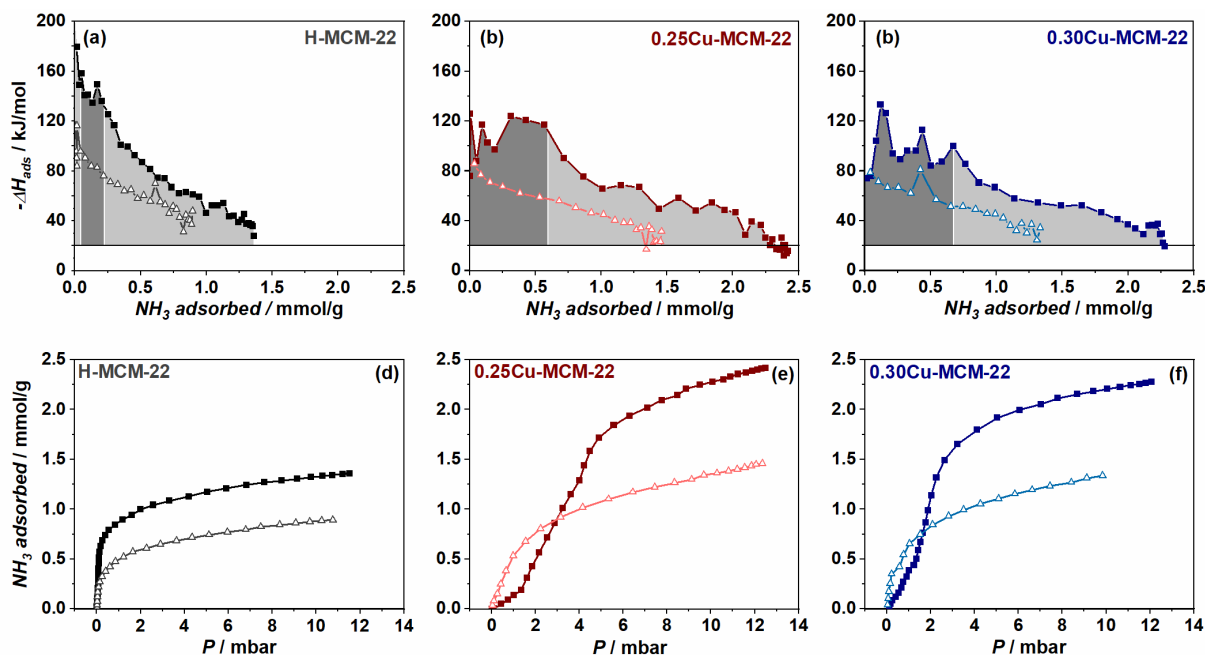 (a) H-MCM-22
(b) 0.25Cu-MCM-22
(b) 0.30Cu-MCM-22
-ΔH_ads / kJ/mol
200
160
120
80
40
0
0.0 0.5 1.0 1.5 2.0 2.5
NH₃ adsorbed / mmol/g
200
160
120
80
40
0
0.0 0.5 1.0 1.5 2.0 2.5
NH₃ adsorbed / mmol/g
200
160
120
80
40
0
0.0 0.5 1.0 1.5 2.0 2.5
NH₃ adsorbed / mmol/g
H-MCM-22 (d)
0.25Cu-MCM-22 (e)
0.30Cu-MCM-22 (f)
NH₃ adsorbed / mmol/g
2.5
2.0
1.5
1.0
0.5
0.0
0 2 4 6 8 10 12 14
P / mbar
2.5
2.0
1.5
1.0
0.5
0.0
0 2 4 6 8 10 12 14
P / mbar
2.5
2.0
1.5
1.0
0.5
0.0
0 2 4 6 8 10 12 14
P / mbar